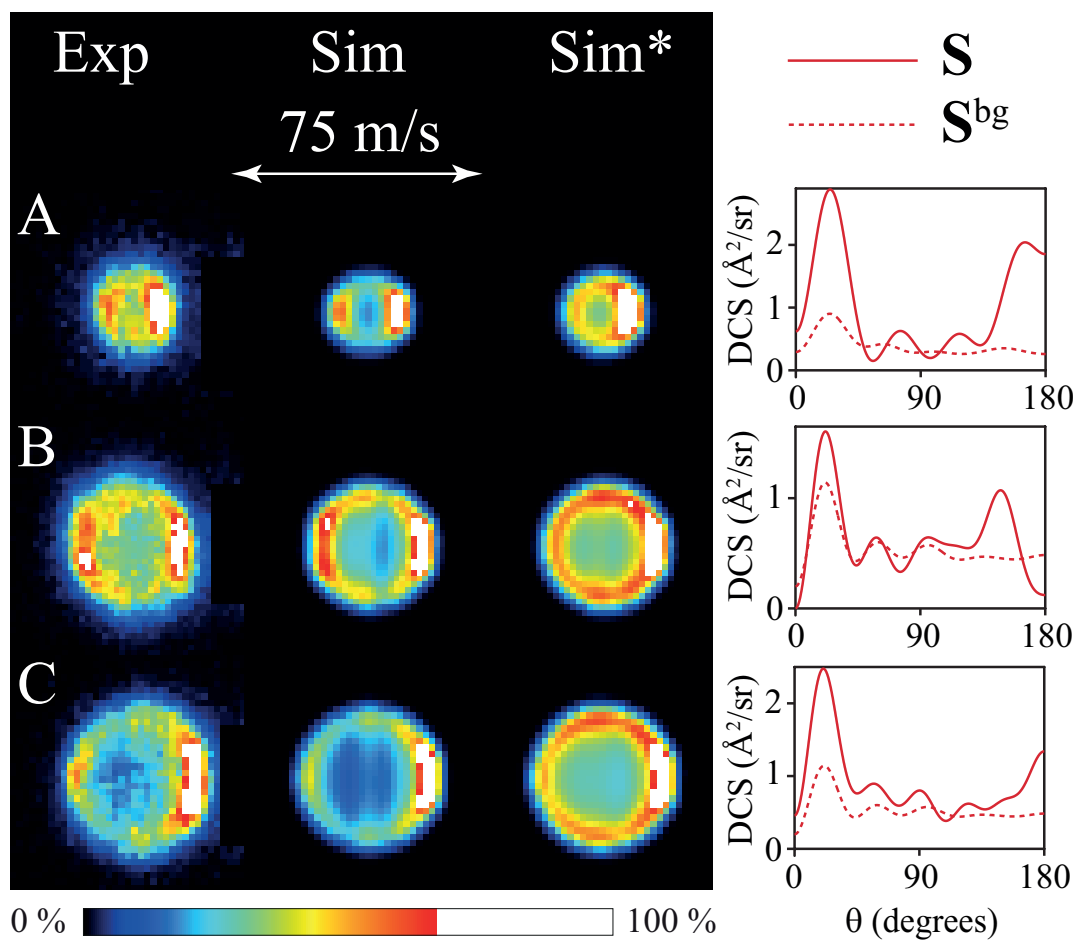 Exp Sim Sim*
75 m/s
S
S^bg
A
B
C
DCS (Å²/sr)
2
1
0
0 90 180
DCS (Å²/sr)
1
0
0 90 180
DCS (Å²/sr)
2
1
0
0 90 180
θ (degrees)
0 % 100 %